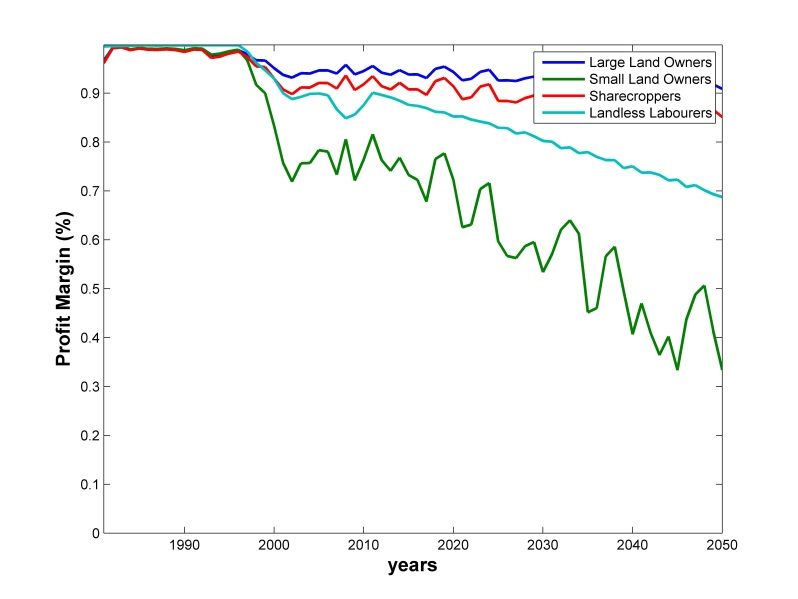 Large Land Owners
Small Land Owners
Sharecroppers
Landless Labourers
Profit Margin (%)
0.9
0.8
0.7
0.6
0.5
0.4
0.3
0.2
0.1
0
1990 2000 2010 2020 2030 2040 2050
years